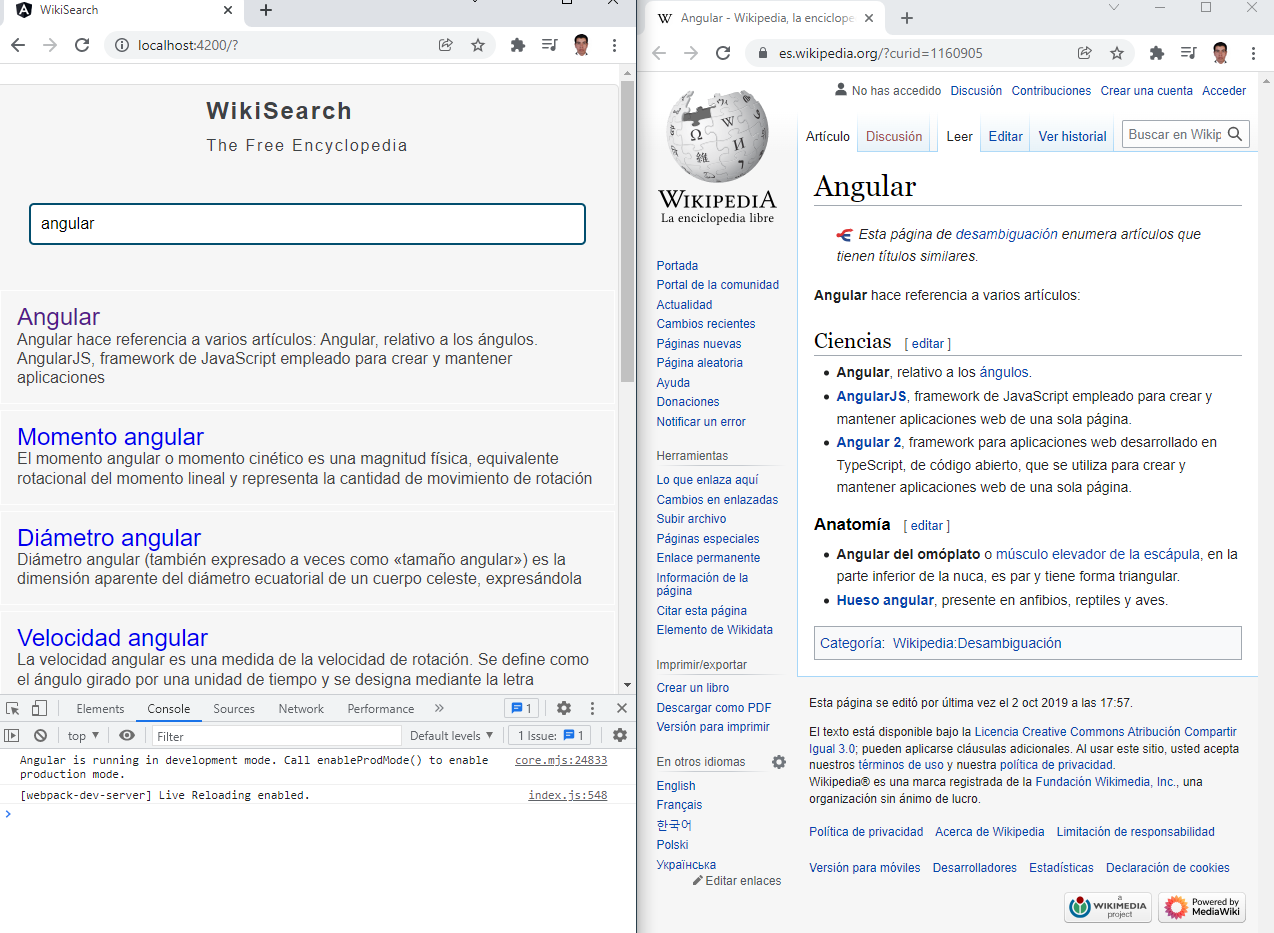 WikiSearch
localhost:4200/?
WikiSearch
The Free Encyclopedia
angular
Angular
Angular hace referencia a varios artículos: Angular, relativo a los ángulos.
AngularJS, framework de JavaScript empleado para crear y mantener
aplicaciones
Momento angular
El momento angular o momento cinético es una magnitud física, equivalente
rotacional del momento lineal y representa la cantidad de movimiento de rotación
Diámetro angular
Diámetro angular (también expresado a veces como «tamaño angular») es la
dimensión aparente del diámetro ecuatorial de un cuerpo celeste, expresándola
Velocidad angular
La velocidad angular es una medida de la velocidad de rotación. Se define como
el ángulo girado por una unidad de tiempo y se designa mediante la letra
Elements Console Sources Network Performance » 1
top Filter Default levels 1 Issue: 1
Angular is running in development mode. Call enableProdMode() to enable core.mjs:24833
production mode.
[webpack-dev-server] Live Reloading enabled. index.js:548
W Angular - Wikipedia, la enciclope
es.wikipedia.org/?curid=1160905
No has accedido Discusión Contribuciones Crear una cuenta Acceder
Artículo Discusión Leer Editar Ver historial Buscar en Wikip
WIKIPEDIA
La enciclopedia libre
Portada
Portal de la comunidad
Actualidad
Cambios recientes
Páginas nuevas
Página aleatoria
Ayuda
Donaciones
Notificar un error
Herramientas
Lo que enlaza aquí
Cambios en enlazadas
Subir archivo
Páginas especiales
Enlace permanente
Información de la
página
Citar esta página
Elemento de Wikidata
Imprimir/exportar
Crear un libro
Descargar como PDF
Versión para imprimir
En otros idiomas
English
Français
한국어
Polski
Українська
Editar enlaces
Angular
Esta página de desambiguación enumera artículos que
tienen títulos similares.
Angular hace referencia a varios artículos:
Ciencias [ editar ]
Angular, relativo a los ángulos.
AngularJS, framework de JavaScript empleado para crear y
mantener aplicaciones web de una sola página.
Angular 2, framework para aplicaciones web desarrollado en
TypeScript, de código abierto, que se utiliza para crear y
mantener aplicaciones web de una sola página.
Anatomía [ editar ]
Angular del omóplato o músculo elevador de la escápula, en la
parte inferior de la nuca, es par y tiene forma triangular.
Hueso angular, presente en anfibios, reptiles y aves.
Categoría: Wikipedia:Desambiguación
Esta página se editó por última vez el 2 oct 2019 a las 17:57.
El texto está disponible bajo la Licencia Creative Commons Atribución Compartir
Igual 3.0; pueden aplicarse cláusulas adicionales. Al usar este sitio, usted acepta
nuestros términos de uso y nuestra política de privacidad.
Wikipedia® es una marca registrada de la Fundación Wikimedia, Inc., una
organización sin ánimo de lucro.
Política de privacidad Acerca de Wikipedia Limitación de responsabilidad
Versión para móviles Desarrolladores Estadísticas Declaración de cookies
a
WIKIMEDIA
project
Powered by
MediaWiki